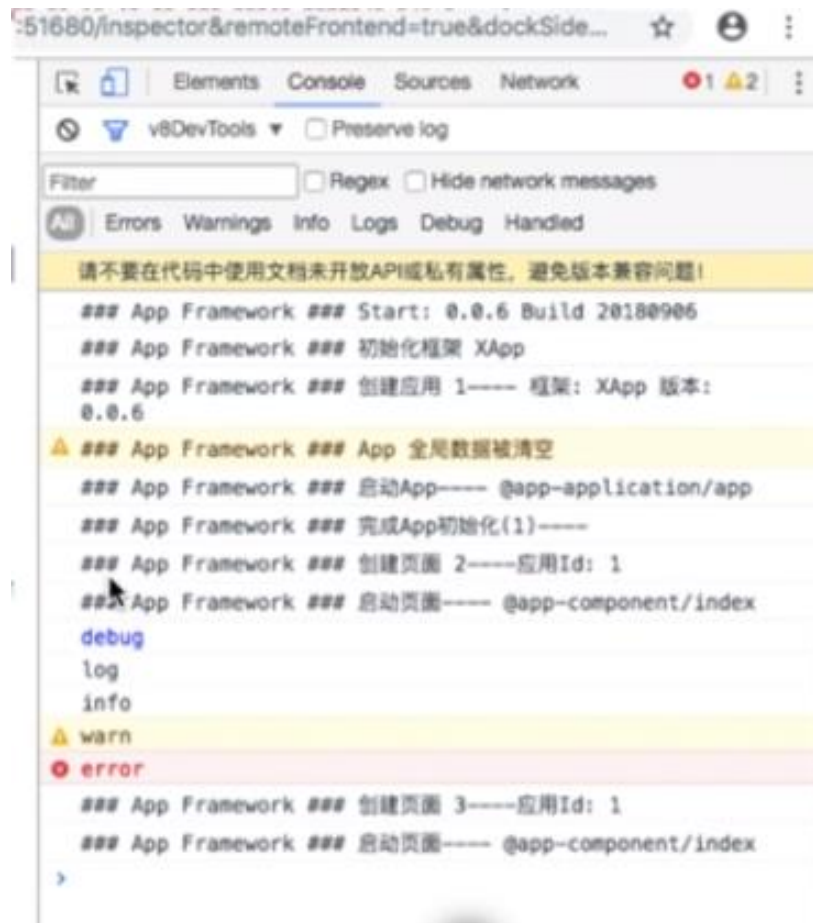 :51680/inspector&remoteFrontend=true&dockSide...
Elements Console Sources Network 1 2
v8DevTools ▼ Preserve log
Filter Regex Hide network messages
All Errors Warnings Info Logs Debug Handled
请不要在代码中使用文档未开放API或私有属性，避免版本兼容问题！
### App Framework ### Start: 0.0.6 Build 20180906
### App Framework ### 初始化框架 XApp
### App Framework ### 创建应用 1---- 框架: XApp 版本:
0.0.6
### App Framework ### App 全局数据被清空
### App Framework ### 启动App---- @app-application/app
### App Framework ### 完成App初始化(1)----
### App Framework ### 创建页面 2----应用Id: 1
### App Framework ### 启动页面---- @app-component/index
debug
log
info
warn
error
### App Framework ### 创建页面 3----应用Id: 1
### App Framework ### 启动页面---- @app-component/index